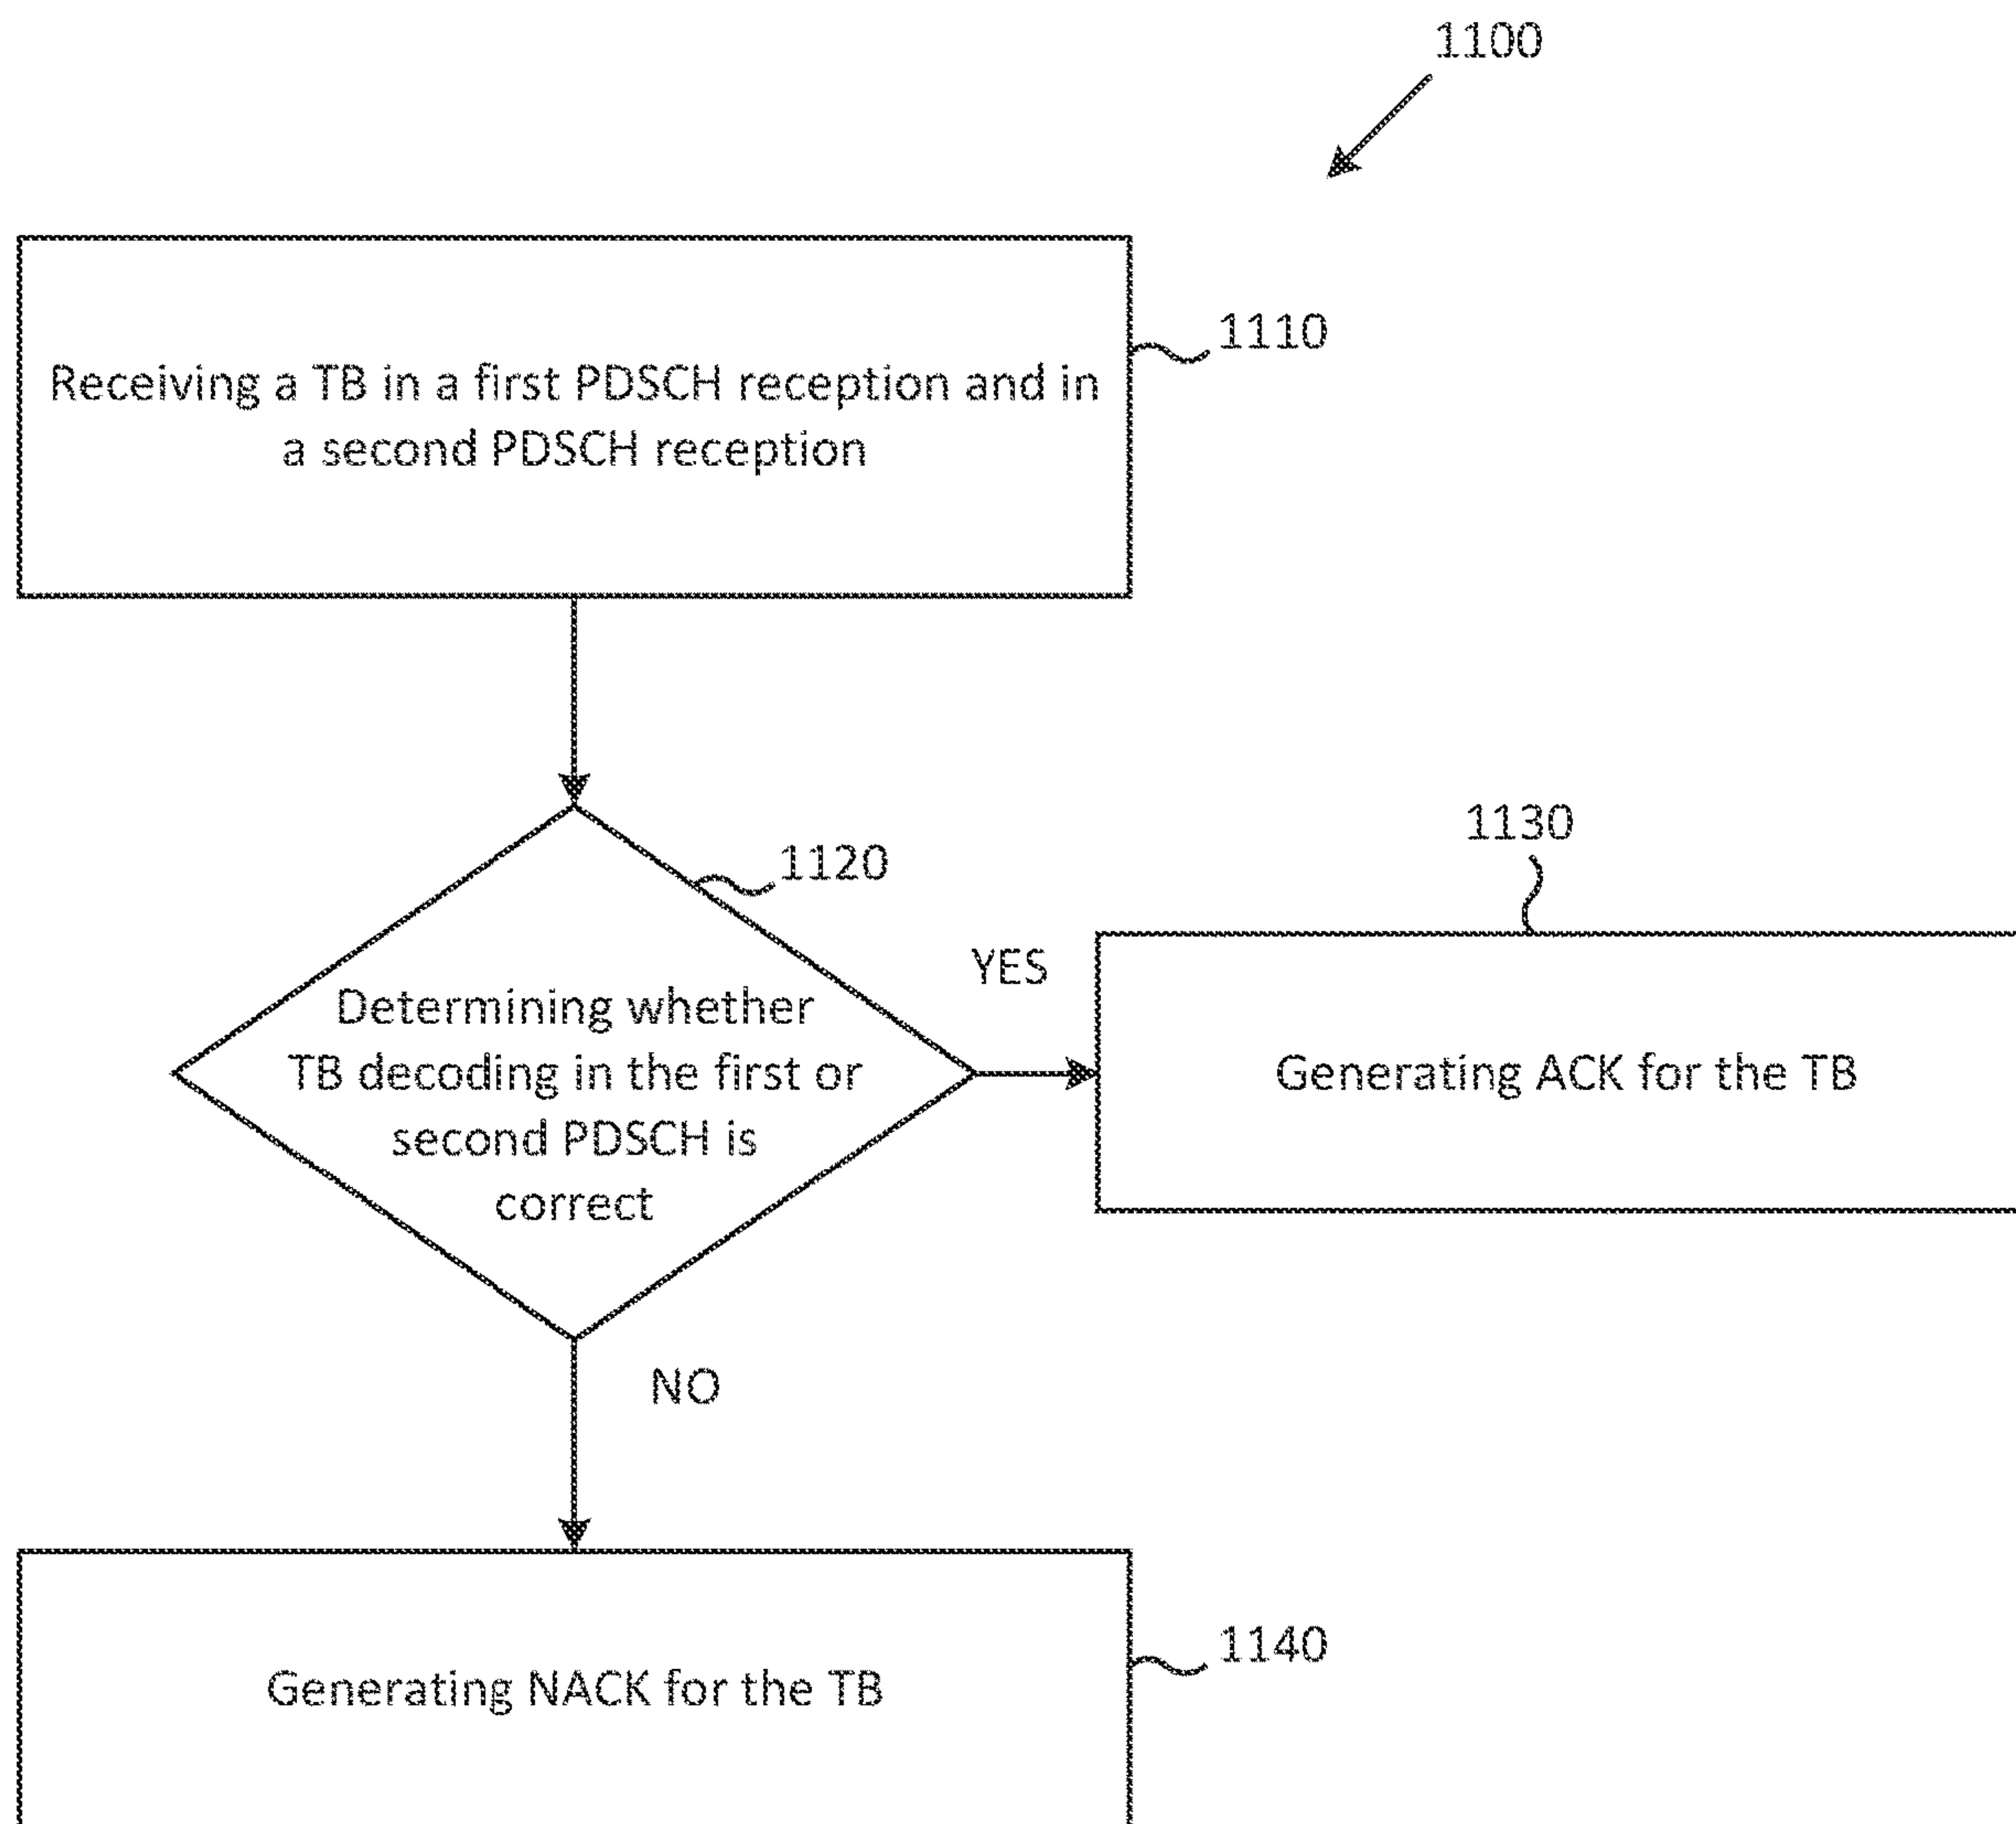 1100
Receiving a TB in a first PDSCH reception and in
a second PDSCH reception
1110
1120
Determining whether
TB decoding in the first or
second PDSCH is
correct
YES
1130
Generating ACK for the TB
NO
Generating NACK for the TB
1140